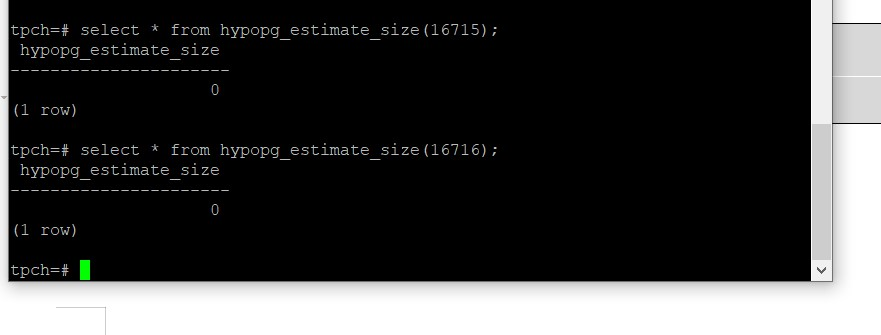 tpch=# select * from hypopg_estimate_size(16715);
 hypopg_estimate_size
----------------------
                    0
(1 row)

tpch=# select * from hypopg_estimate_size(16716);
 hypopg_estimate_size
----------------------
                    0
(1 row)

tpch=#